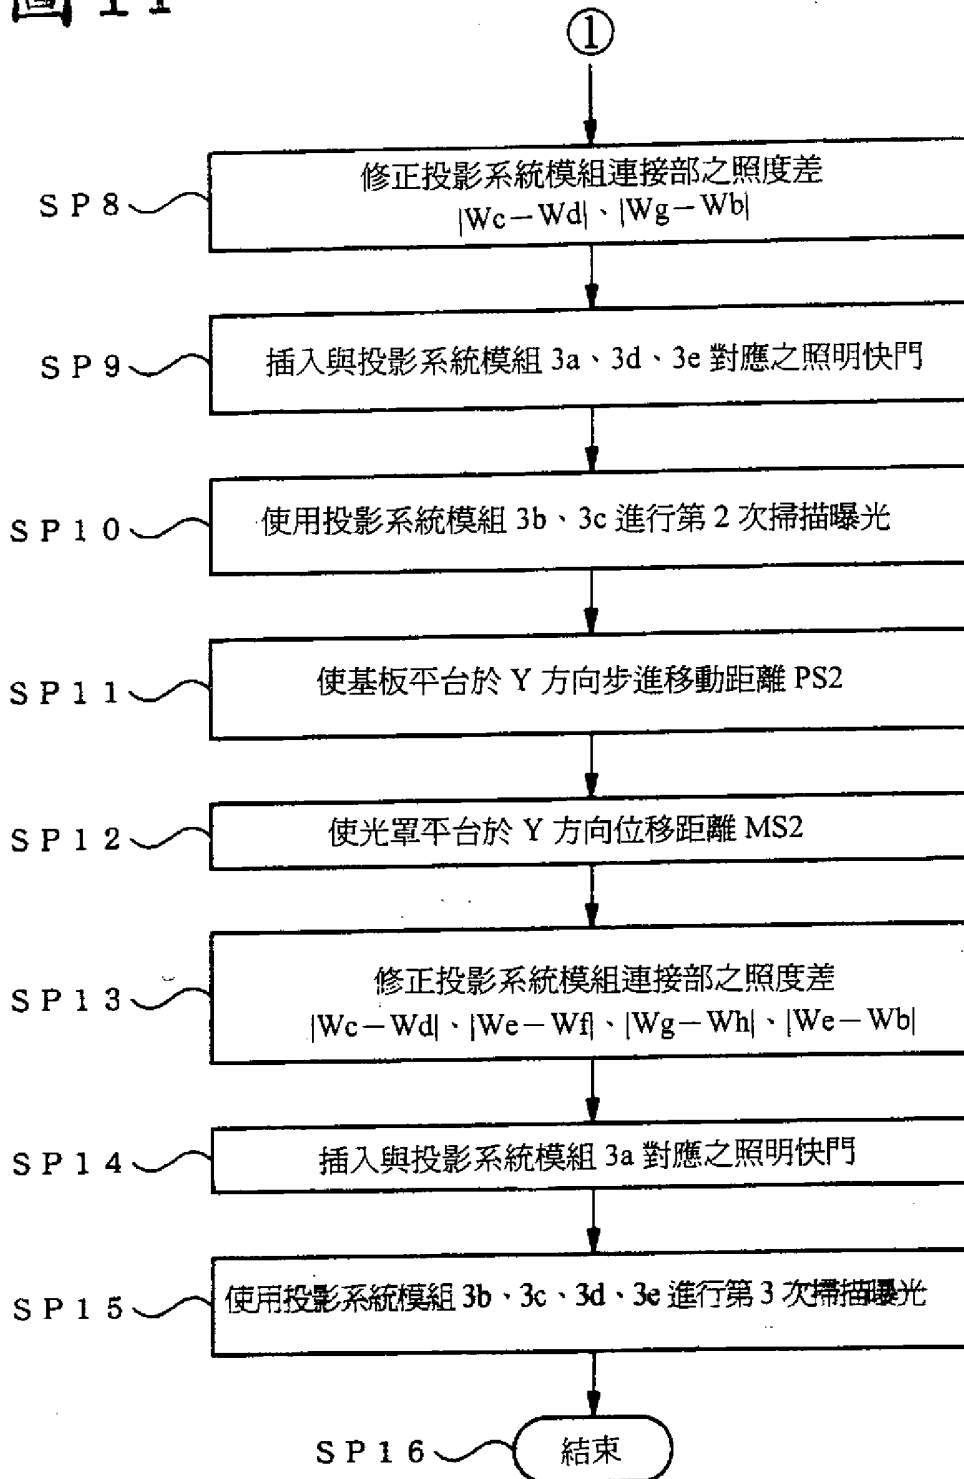 圖 11
①
SP8
修正投影系統模組連接部之照度差
|Wc－Wd|、|Wg－Wb|
SP9
插入與投影系統模組 3a、3d、3e 對應之照明快門
SP10
使用投影系統模組 3b、3c 進行第 2 次掃描曝光
SP11
使基板平台於 Y 方向步進移動距離 PS2
SP12
使光罩平台於 Y 方向位移距離 MS2
SP13
修正投影系統模組連接部之照度差
|Wc－Wd|、|We－Wf|、|Wg－Wh|、|We－Wb|
SP14
插入與投影系統模組 3a 對應之照明快門
SP15
使用投影系統模組 3b、3c、3d、3e 進行第 3 次掃描曝光
SP16
結束